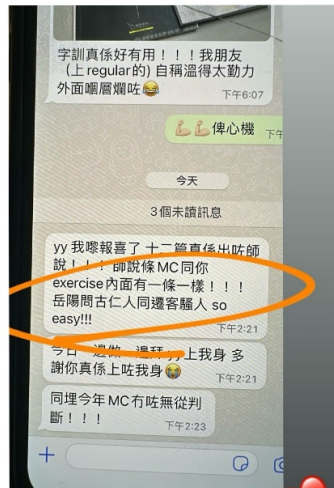 字訓真係好有用！！！我朋友
（上regular的) 自稱溫得太勤力
外面嗰層爛咗😂
下午6:07
💪💪俾心機
下午
今天
3個未讀訊息
yy 我嚟報喜了 十二篇真係出咗師
說！！！師說條MC同你
exercise內面有一條一樣！！！
岳陽問古仁人同遷客騷人 so
easy!!!
下午2:21
上我身 多
謝你真係上咗我身😭
下午2:21
同埋今年MC冇咗無從判
斷！！！
下午2:23